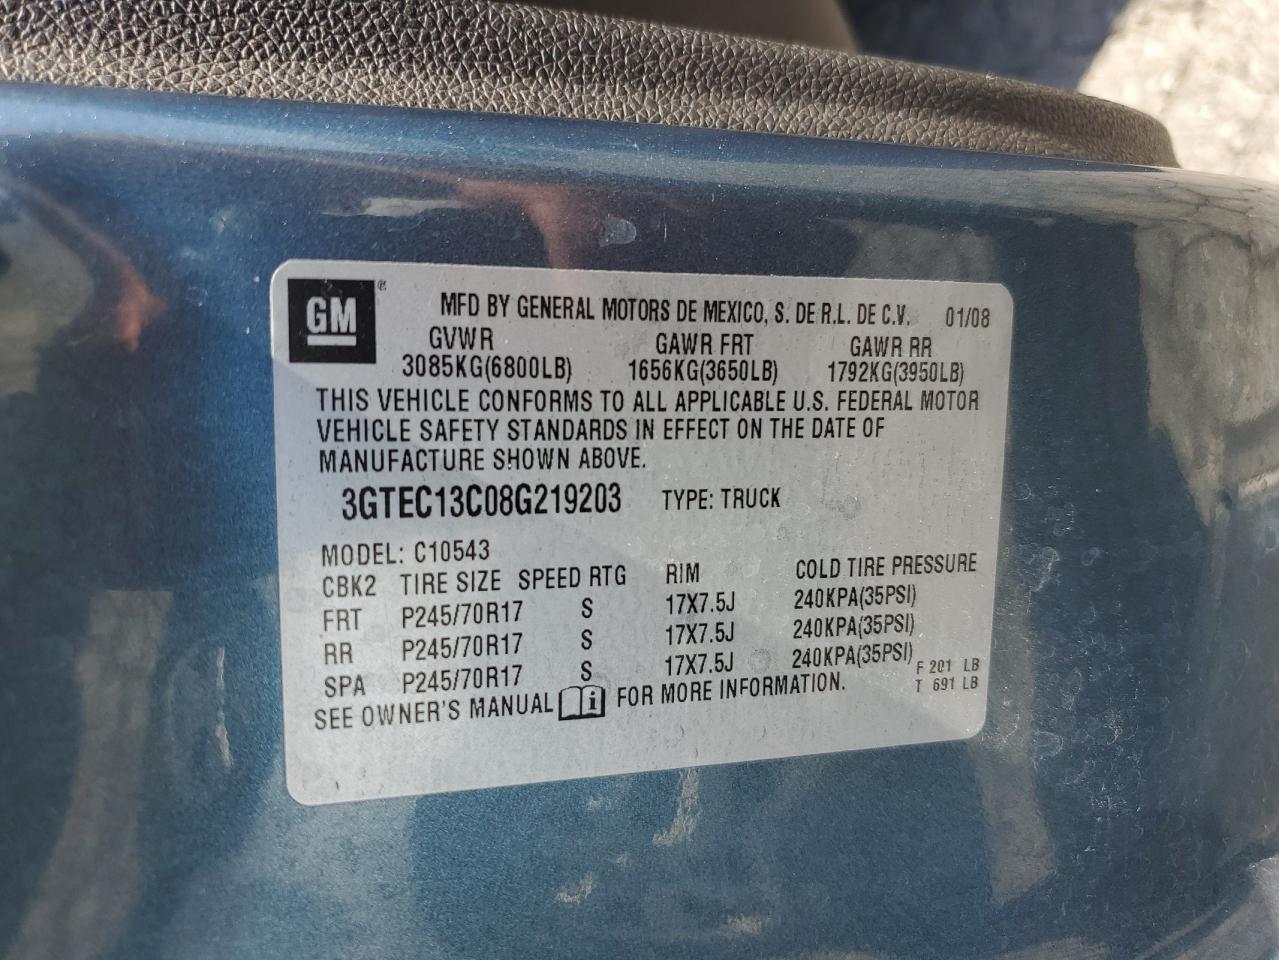 GM ®
MFD BY GENERAL MOTORS DE MEXICO, S. DE R.L. DE C.V. 01/08
GVWR GAWR FRT GAWR RR
3085KG(6800LB) 1656KG(3650LB) 1792KG(3950LB)
THIS VEHICLE CONFORMS TO ALL APPLICABLE U.S. FEDERAL MOTOR
VEHICLE SAFETY STANDARDS IN EFFECT ON THE DATE OF
MANUFACTURE SHOWN ABOVE.
3GTEC13C08G219203 TYPE: TRUCK
MODEL: C10543
CBK2 TIRE SIZE SPEED RTG RIM COLD TIRE PRESSURE
FRT P245/70R17 S 17X7.5J 240KPA(35PSI)
RR P245/70R17 S 17X7.5J 240KPA(35PSI)
SPA P245/70R17 S 17X7.5J 240KPA(35PSI) F 201 LB
T 691 LB
SEE OWNER'S MANUAL i FOR MORE INFORMATION.